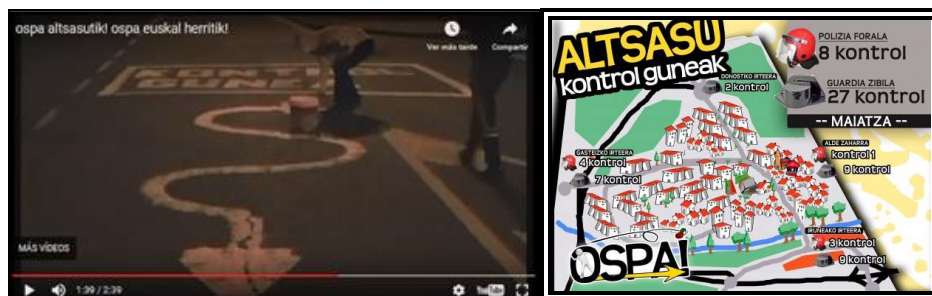 ospa altsasutik! ospa euskal herritik!
Ver más tarde
Compartir
KONTROL
GUNEA
MÁS VÍDEOS
1:39 / 2:39
YouTube
ALTSASU
kontrol guneak
POLIZIA FORALA
8 kontrol
GUARDIA ZIBILA
27 kontrol
-- MAIATZA --
DONOSTIKO IRTEERA
2 kontrol
GASTEIZKO IRTEERA
4 kontrol
7 kontrol
ALDE ZAHARRA
kontrol 1
9 kontrol
IRUÑEAKO IRTEERA
3 kontrol
9 kontrol
OSPA!